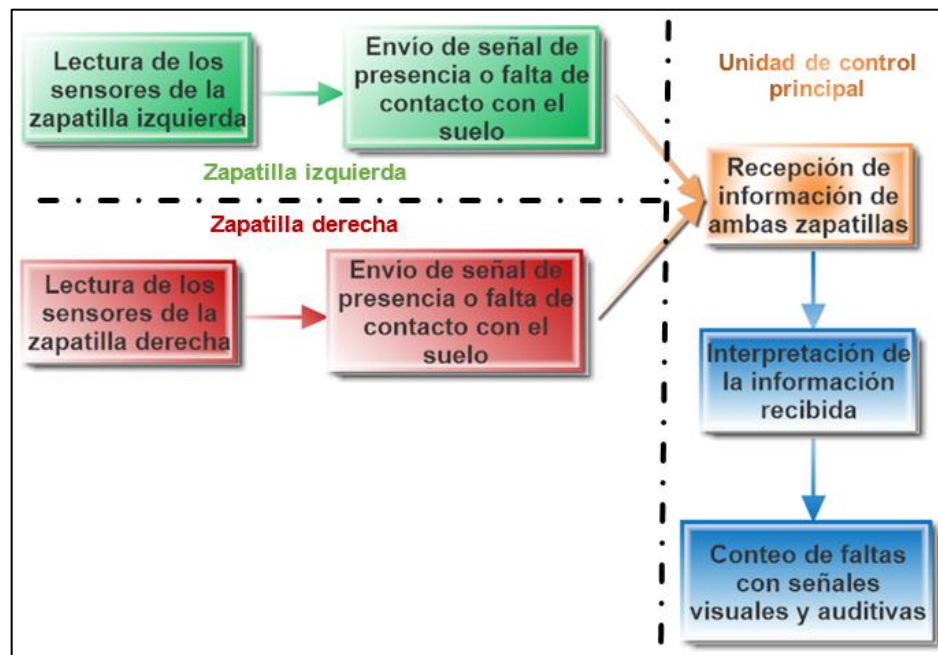 Lectura de los
sensores de la
zapatilla izquierda
Envío de señal de
presencia o falta de
contacto con el
suelo
Zapatilla izquierda
Zapatilla derecha
Lectura de los
sensores de la
zapatilla derecha
Envío de señal de
presencia o falta de
contacto con el
suelo
Unidad de control
principal
Recepción de
información de
ambas zapatillas
Interpretación de
la información
recibida
Conteo de faltas
con señales
visuales y auditivas